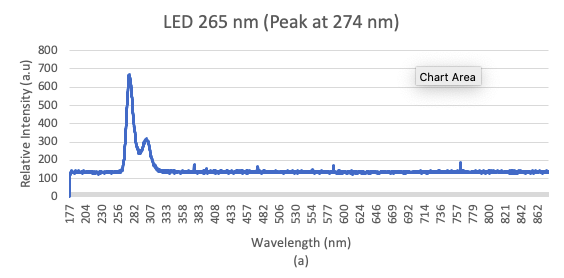 LED 265 nm (Peak at 274 nm)
Relative Intensity (a.u)
800
700
600
500
400
300
200
100
0
Chart Area
177 204 230 256 282 307 333 358 383 408 433 457 482 506 530 554 577 600 624 646 669 692 714 736 757 779 800 821 842 862
Wavelength (nm)
(a)